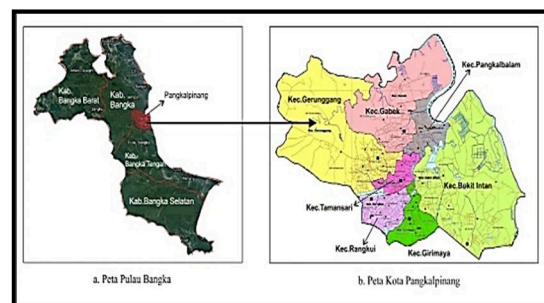 Kab.
Bangka Barat
Kab.
Bangka
Pangkalpinang
Kab.
Bangka Tengah
Kab.Bangka Selatan
a. Peta Pulau Bangka
Kec.Pangkalbalam
Kec.Gerunggang
Kec.Gabek
Kec.Bukit Intan
Kec.Tamansari
Kec.Rangkui
Kec.Girimaya
b. Peta Kota Pangkalpinang